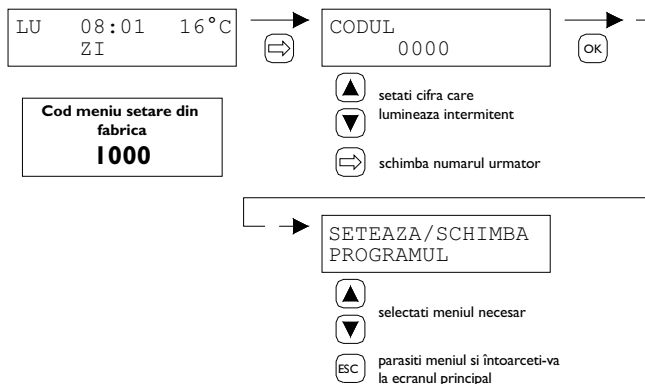 LU 08:01 16°C
ZI
CODUL
0000
OK
Cod meniu setare din
fabrica
1000
setati cifra care
lumineaza intermitent
schimba numarul urmator
SETEAZA/SCHIMBA
PROGRAMUL
selectati meniul necesar
ESC
parasiti meniul si întoarceti-va
la ecranul principal